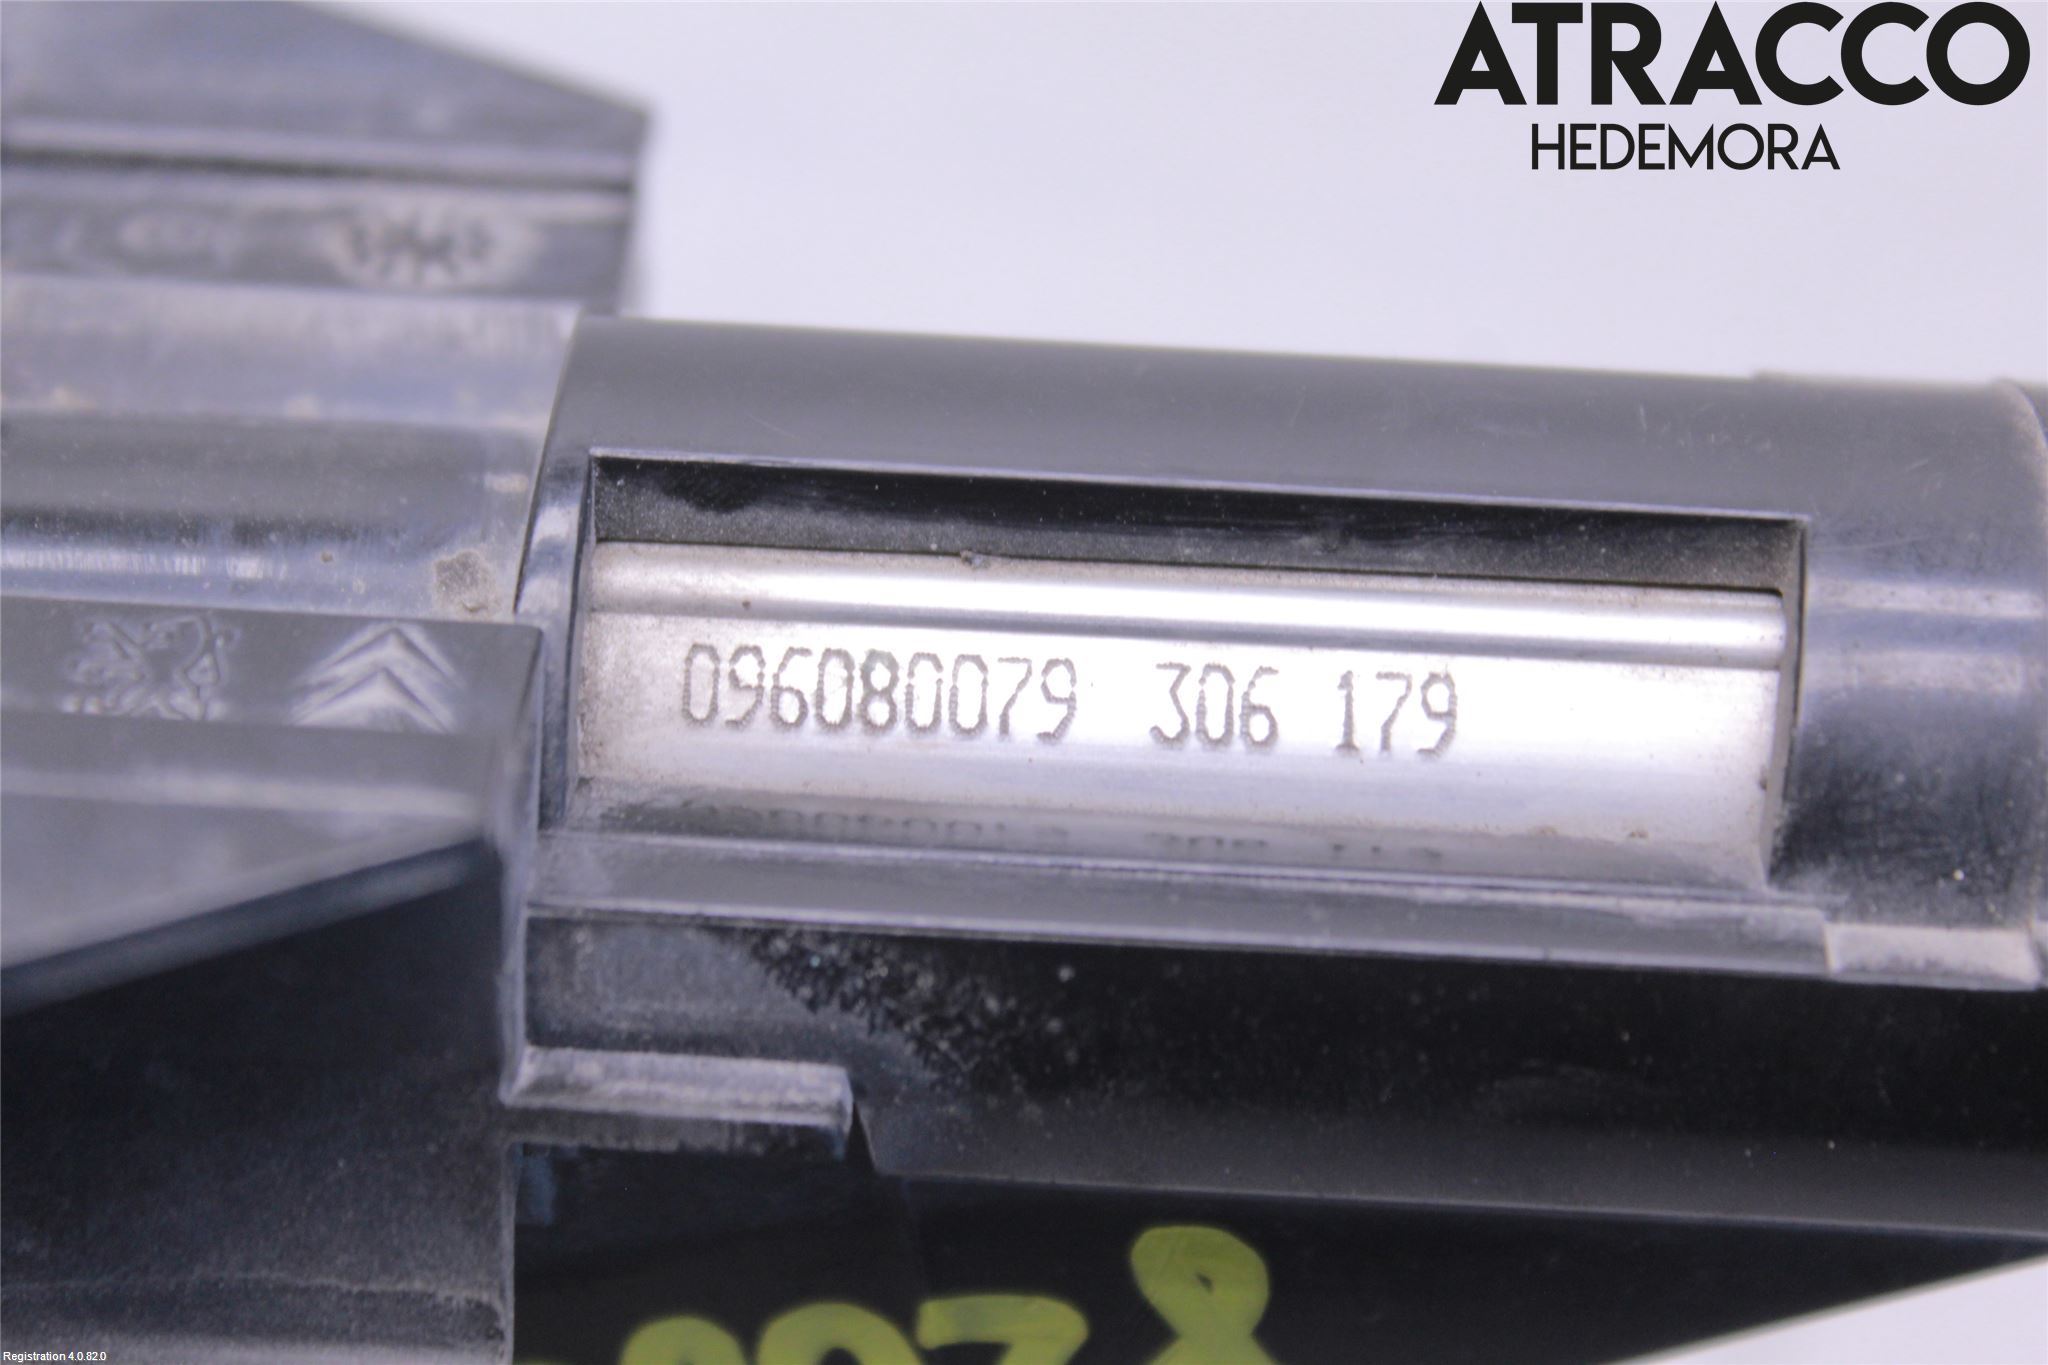 ATRACCO
HEDEMORA
096080079 306 179
Registration 4.0.82.0